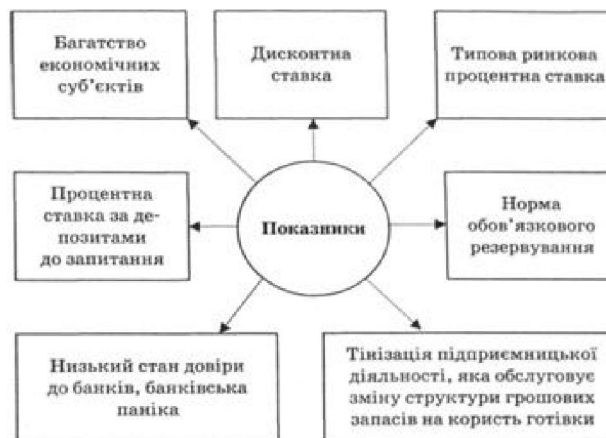 Багатство
економічних
суб’єктів
Дисконтна
ставка
Типова ринкова
процентна ставка
Процентна
ставка за де-
позитами
до запитання
Показники
Норма
обов’язкового
резервування
Низький стан довіри
до банків, банківська
паніка
Тінізація підприємницької
діяльності, яка обслуговує
зміну структури грошових
запасів на користь готівки